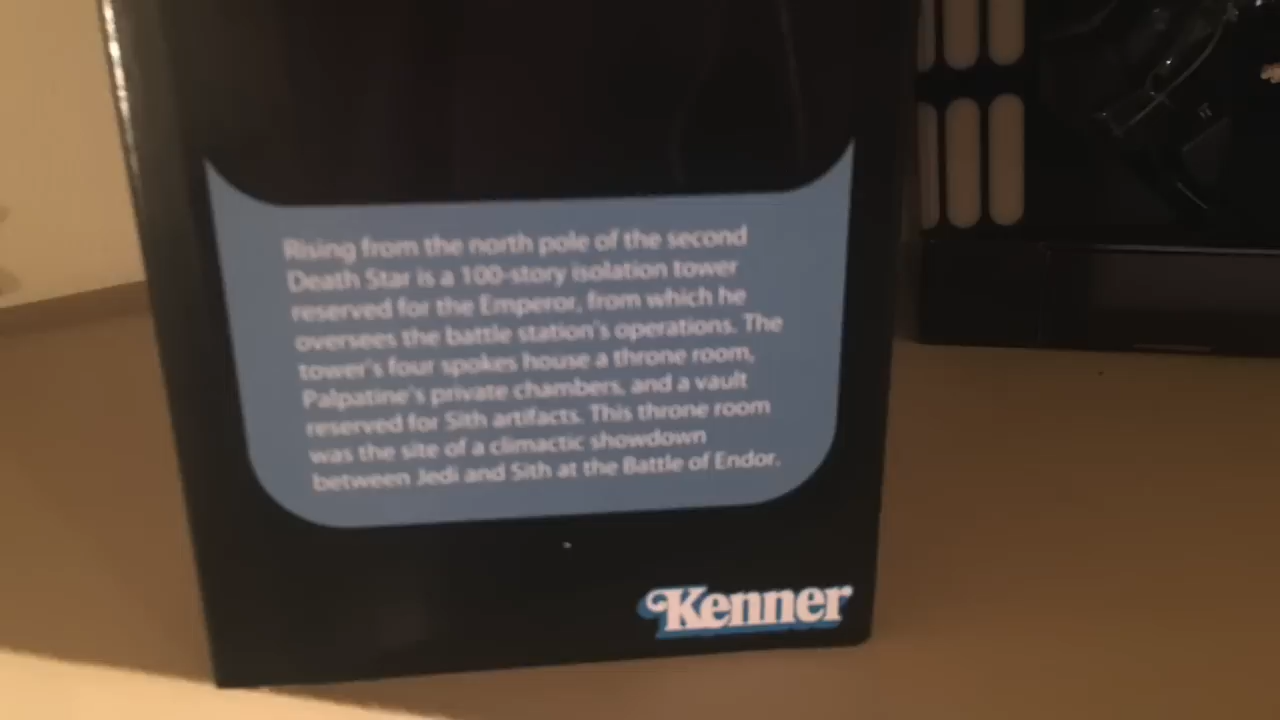 Rising from the north pole of the second
Death Star is a 100-story isolation tower
reserved for the Emperor, from which he
oversees the battle station's operations. The
tower's four spokes house a throne room,
Palpatine's private chambers, and a vault
reserved for Sith artifacts. This throne room
was the site of a climactic showdown
between Jedi and Sith at the Battle of Endor.
Kenner